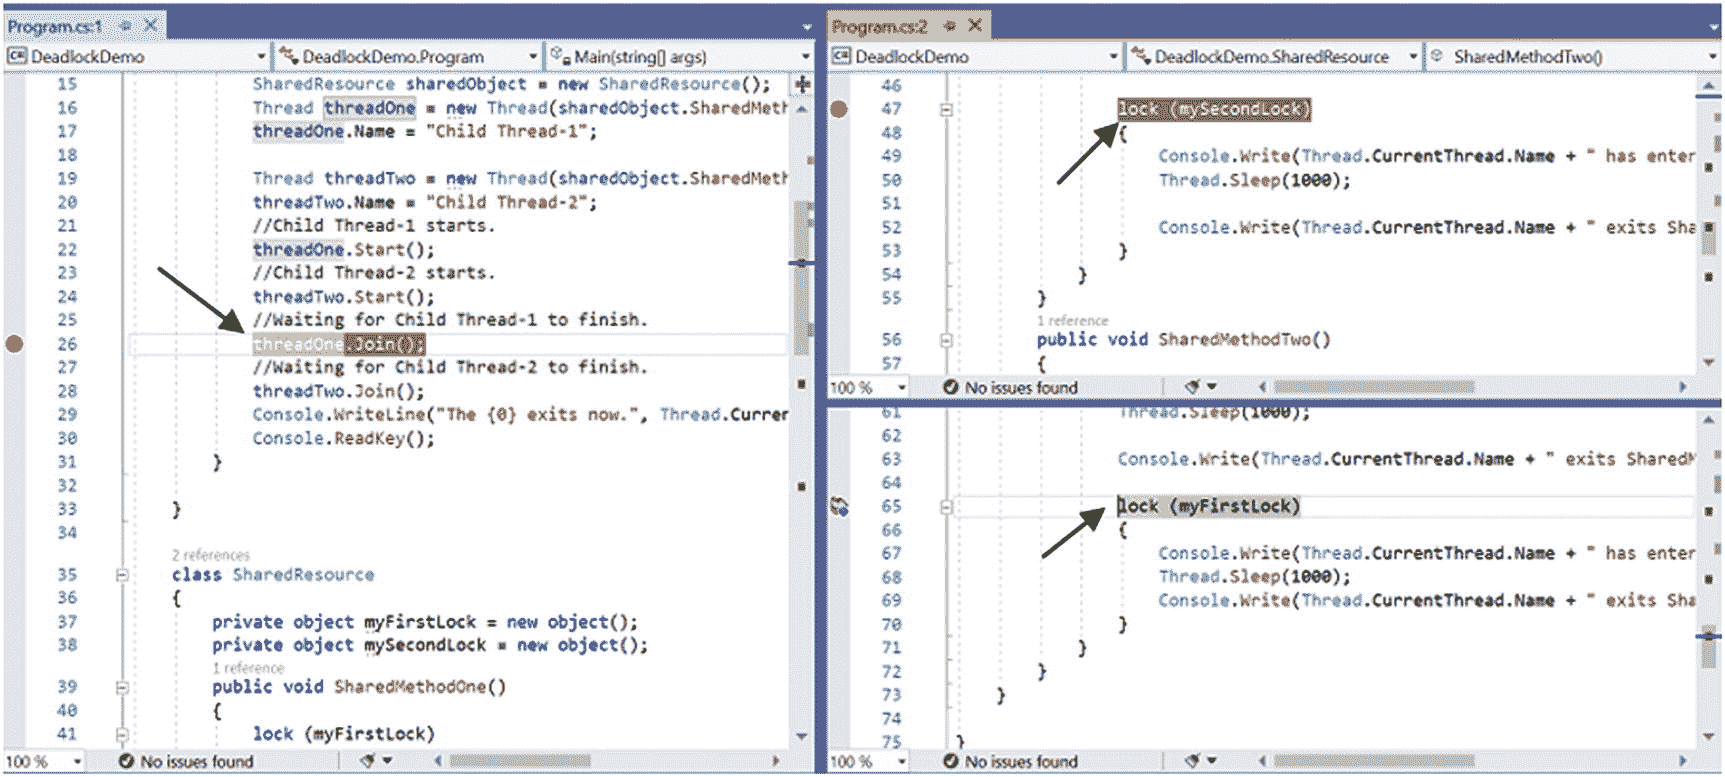 Program.cs:1
DeadlockDemo DeadlockDemo.Program Main(string[] args)
15 SharedResource sharedObject = new SharedResource();
16 Thread threadOne = new Thread(sharedObject.SharedMeth
17 threadOne.Name = "Child Thread-1";
18
19 Thread threadTwo = new Thread(sharedObject.SharedMeth
20 threadTwo.Name = "Child Thread-2";
21 //Child Thread-1 starts.
22 threadOne.Start();
23 //Child Thread-2 starts.
24 threadTwo.Start();
25 //Waiting for Child Thread-1 to finish.
26 threadOne.Join();
27 //Waiting for Child Thread-2 to finish.
28 threadTwo.Join();
29 Console.WriteLine("The {0} exits now.", Thread.Curre
30 Console.ReadKey();
31 }
32
33 }
34
2 references
35 class SharedResource
36 {
37 private object myFirstLock = new object();
38 private object mySecondLock = new object();
1 reference
39 public void SharedMethodOne()
40 {
41 lock (myFirstLock)
100 % No issues found
Program.cs:2
DeadlockDemo DeadlockDemo.SharedResource SharedMethodTwo()
46
47 lock (mySecondLock)
48 {
49 Console.Write(Thread.CurrentThread.Name + " has enter
50 Thread.Sleep(1000);
51
52 Console.Write(Thread.CurrentThread.Name + " exits Sha
53 }
54 }
55 }
1 reference
56 public void SharedMethodTwo()
57 {
100 % No issues found
61 Thread.Sleep(1000);
62
63 Console.Write(Thread.CurrentThread.Name + " exits SharedM
64
65 lock (myFirstLock)
66 {
67 Console.Write(Thread.CurrentThread.Name + " has enter
68 Thread.Sleep(1000);
69 Console.Write(Thread.CurrentThread.Name + " exits Sha
70 }
71 }
72 }
73 }
74
75 }
100 % No issues found